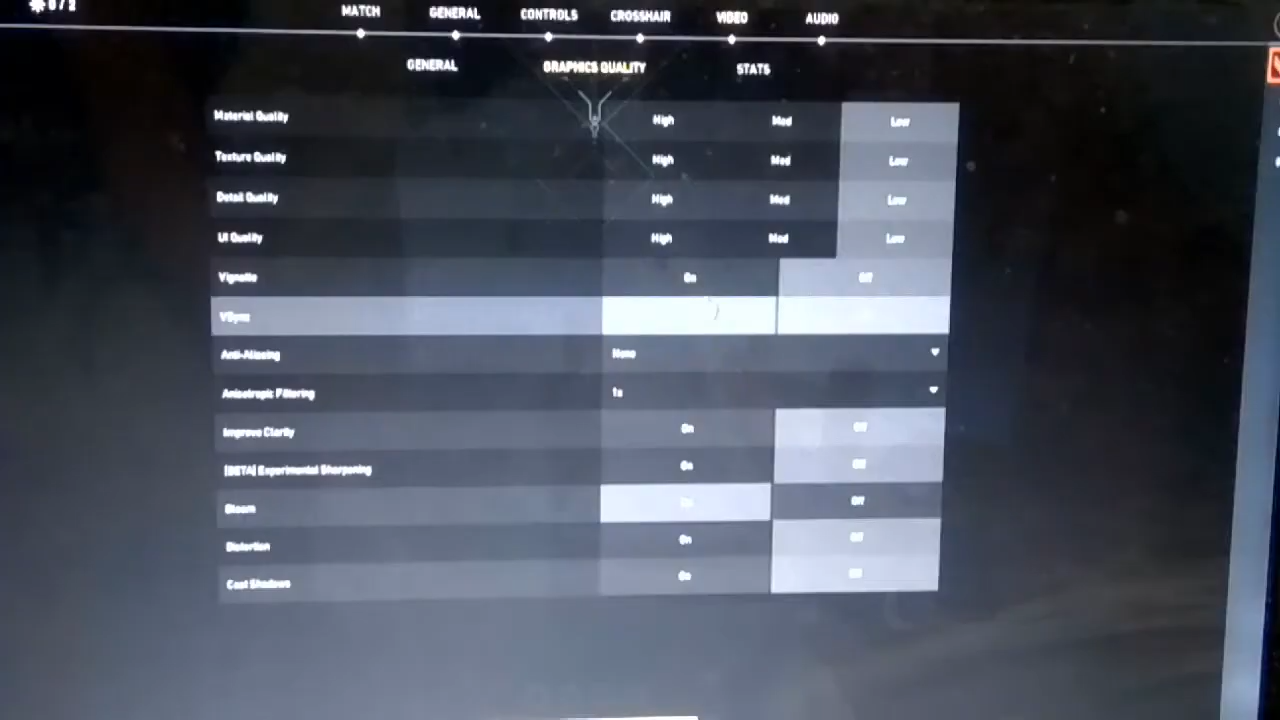 0 / 2
MATCH GENERAL CONTROLS CROSSHAIR VIDEO AUDIO
GENERAL GRAPHICS QUALITY STATS
Material Quality High Med Low
Texture Quality High Med Low
Detail Quality High Med Low
UI Quality High Med Low
Vignette On Off
VSync
Anti-Aliasing None
Anisotropic Filtering 1x
Improve Clarity On Off
[BETA] Experimental Sharpening On Off
Bloom On Off
Distortion On Off
Cast Shadows On Off